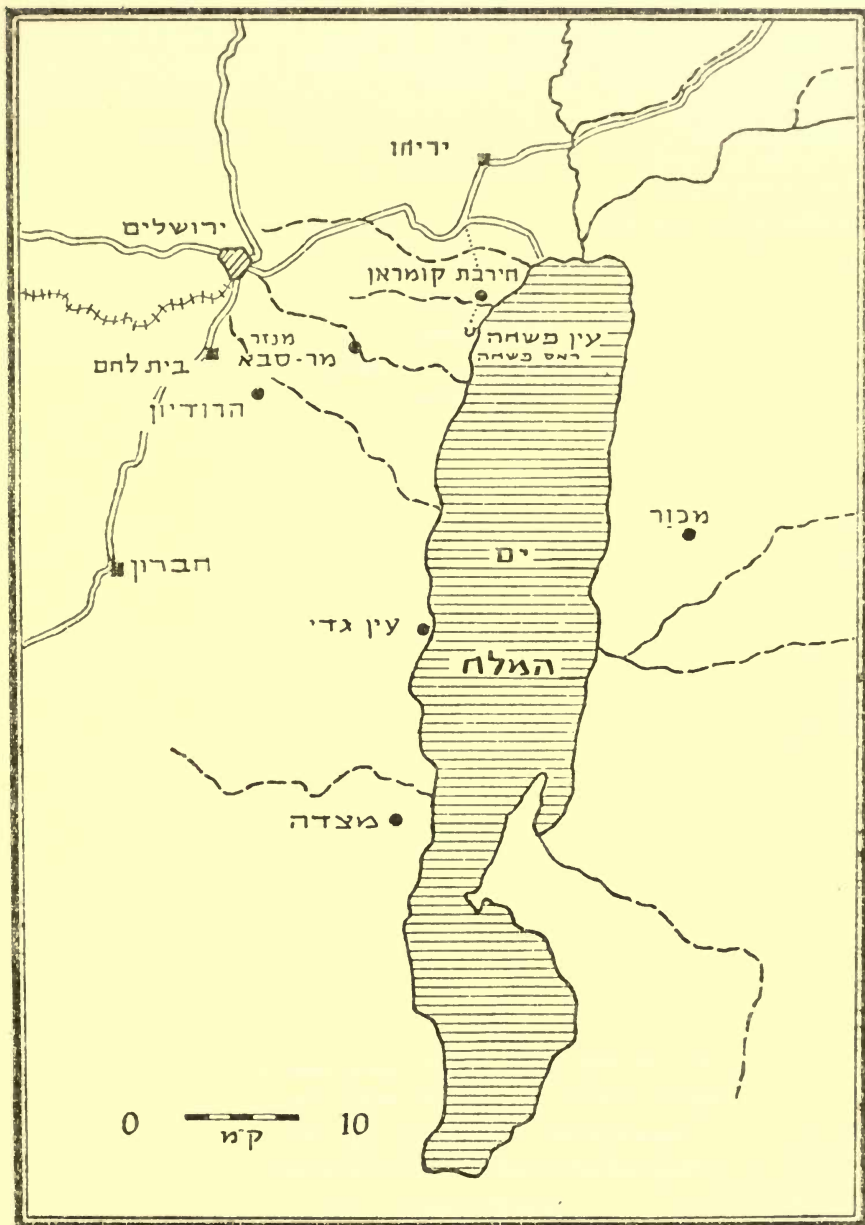 יריחו
ירושלים
חירבת קומראן
מנזר
מר-סבא
עין פשחה
ראס פשחה
בית לחם
הרודיון
מכוָר
ים
חברון
עין גדי
המלח
מצדה
0 10
ק״מ